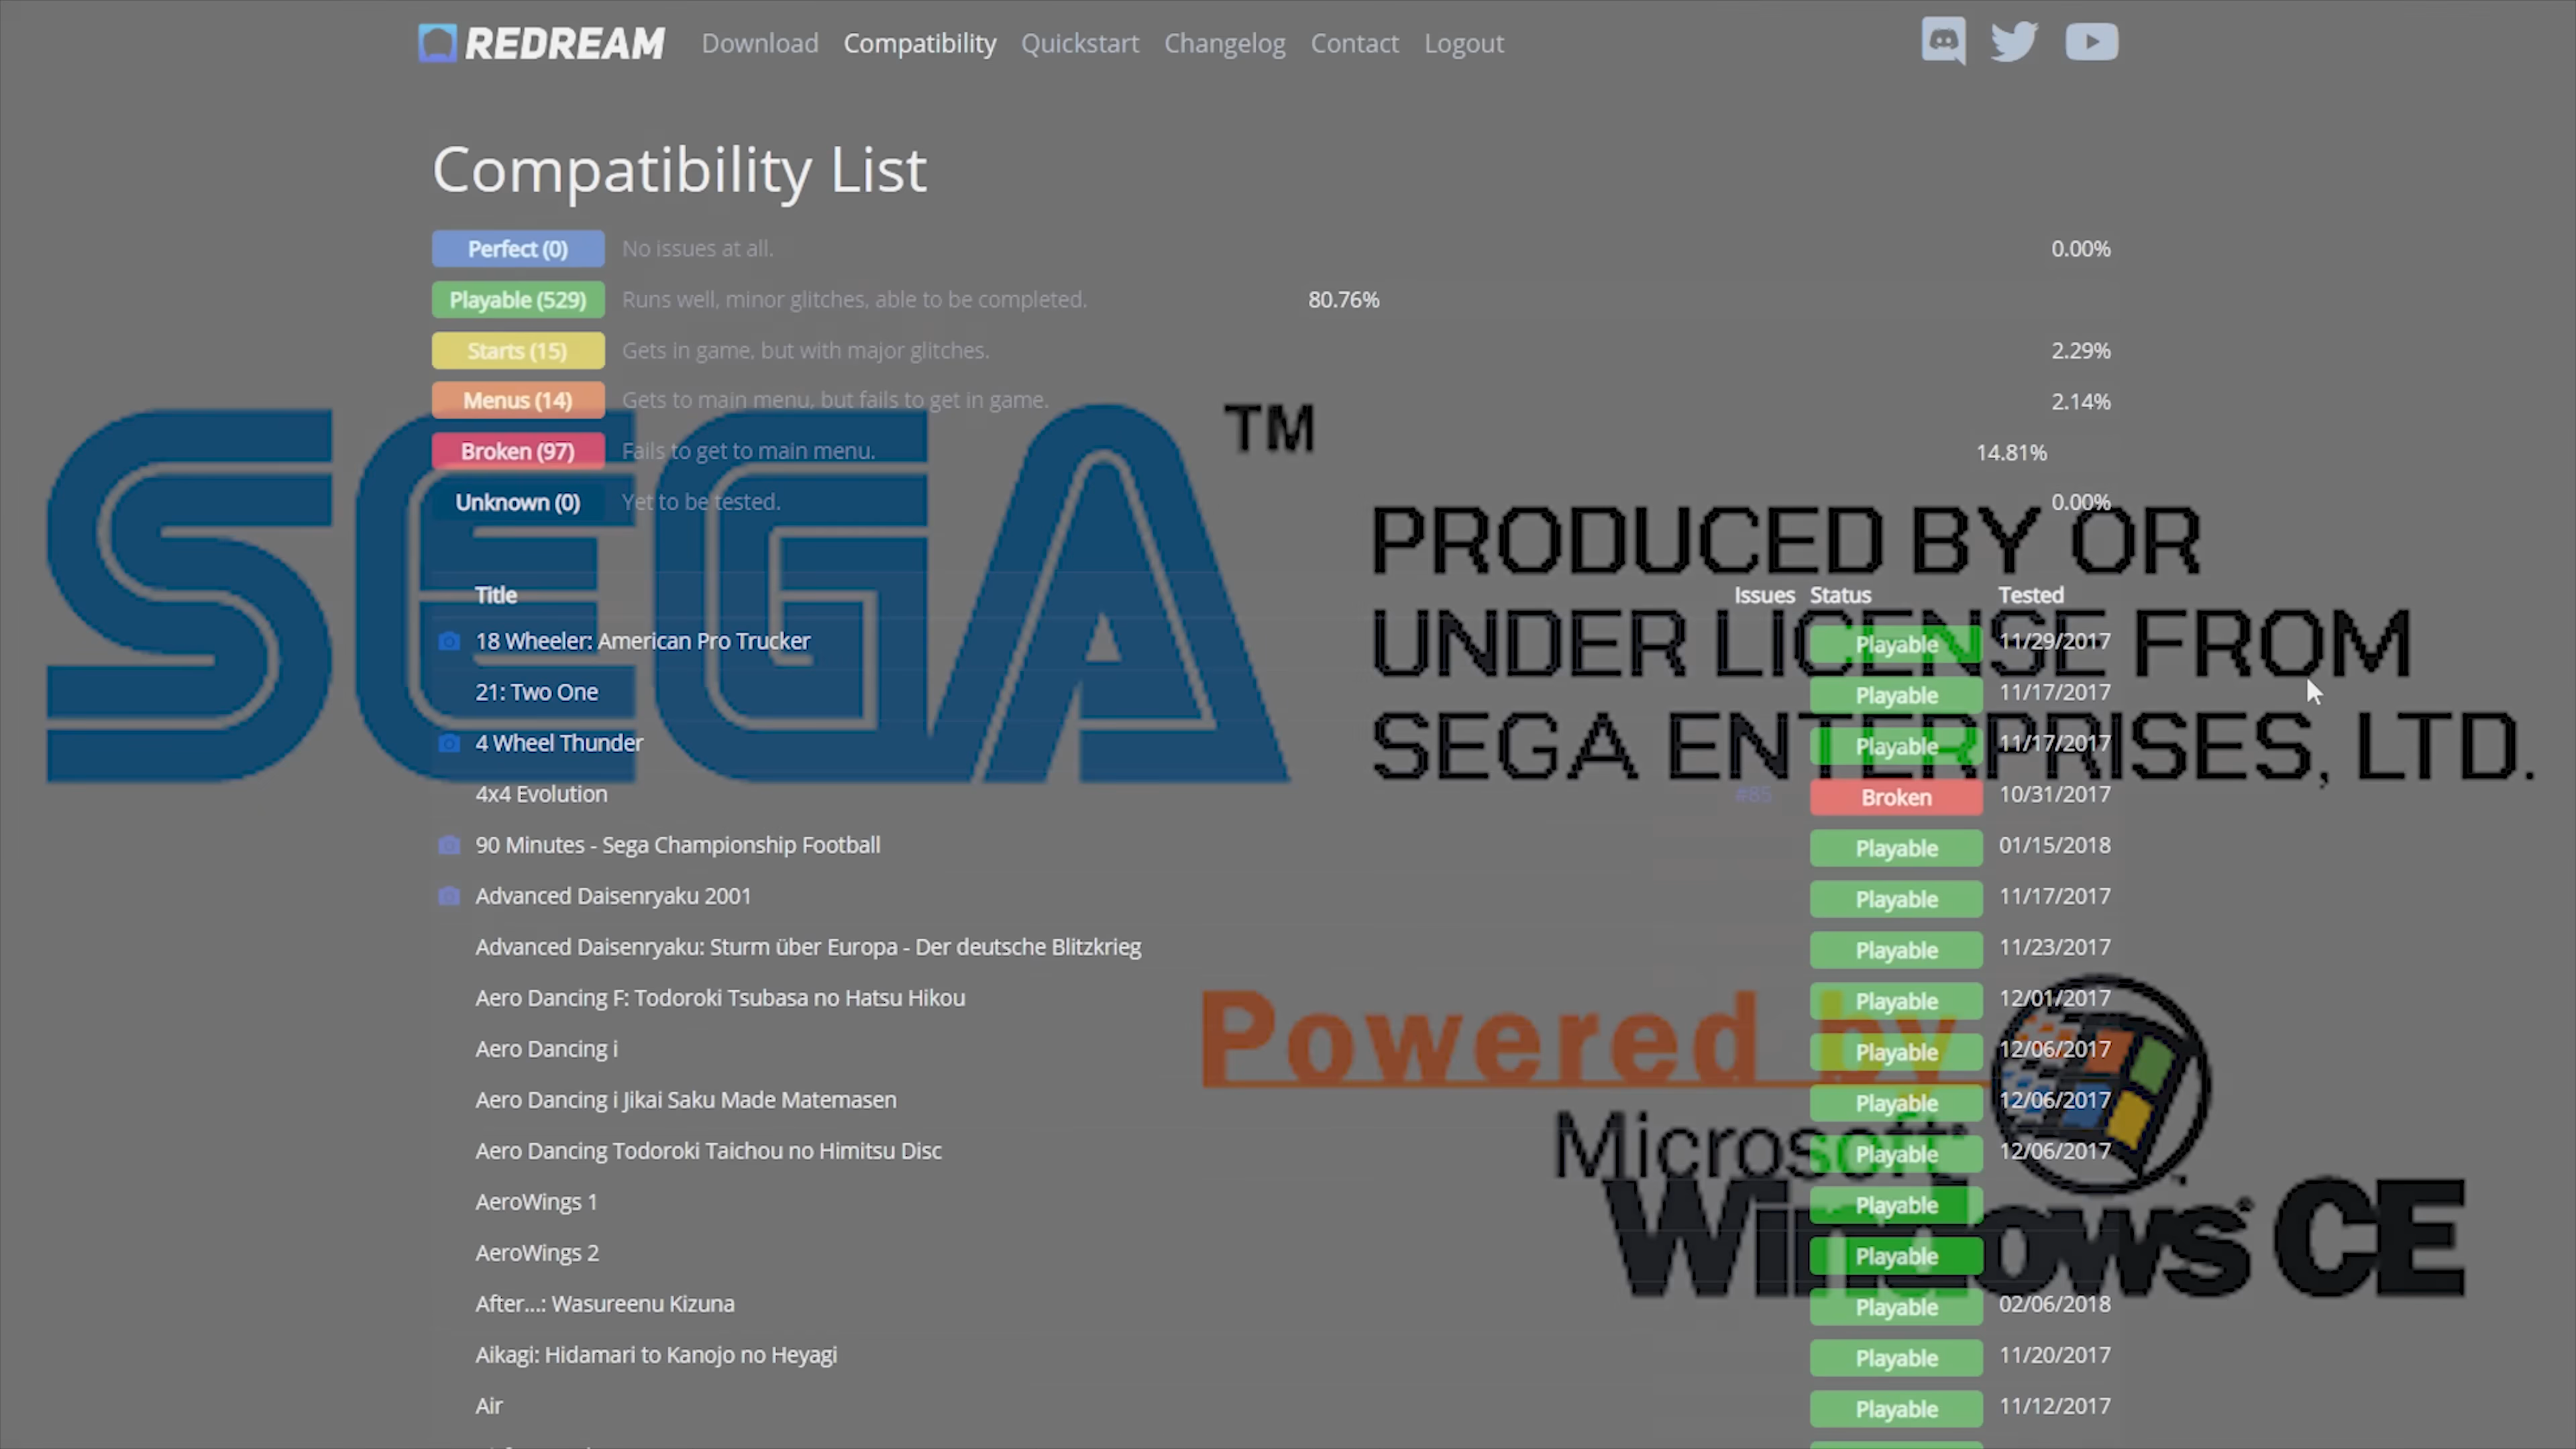 REDREAM Download Compatibility Quickstart Changelog Contact Logout
Compatibility List
Perfect (0) No issues at all. 0.00%
Playable (529) Runs well, minor glitches, able to be completed. 80.76%
Starts (15) Gets in game, but with major glitches. 2.29%
Menus (14) Gets to main menu, but fails to get in game. 2.14%
Broken (97) Fails to get to main menu. 14.81%
Unknown (0) Yet to be tested. 0.00%
SEGA™
PRODUCED BY OR
UNDER LICENSE FROM
SEGA ENTERPRISES, LTD.
Title Issues Status Tested
18 Wheeler: American Pro Trucker Playable 11/29/2017
21: Two One Playable 11/17/2017
4 Wheel Thunder Playable 11/17/2017
4x4 Evolution #85 Broken 10/31/2017
90 Minutes - Sega Championship Football Playable 01/15/2018
Advanced Daisenryaku 2001 Playable 11/17/2017
Advanced Daisenryaku: Sturm über Europa - Der deutsche Blitzkrieg Playable 11/23/2017
Aero Dancing F: Todoroki Tsubasa no Hatsu Hikou Playable 12/01/2017
Aero Dancing i Playable 12/06/2017
Aero Dancing i Jikai Saku Made Matemasen Playable 12/06/2017
Aero Dancing Todoroki Taichou no Himitsu Disc Playable 12/06/2017
AeroWings 1 Playable
AeroWings 2 Playable
After...: Wasureenu Kizuna Playable 02/06/2018
Aikagi: Hidamari to Kanojo no Heyagi Playable 11/20/2017
Air Playable 11/12/2017
Powered by
Microsoft
Windows® CE